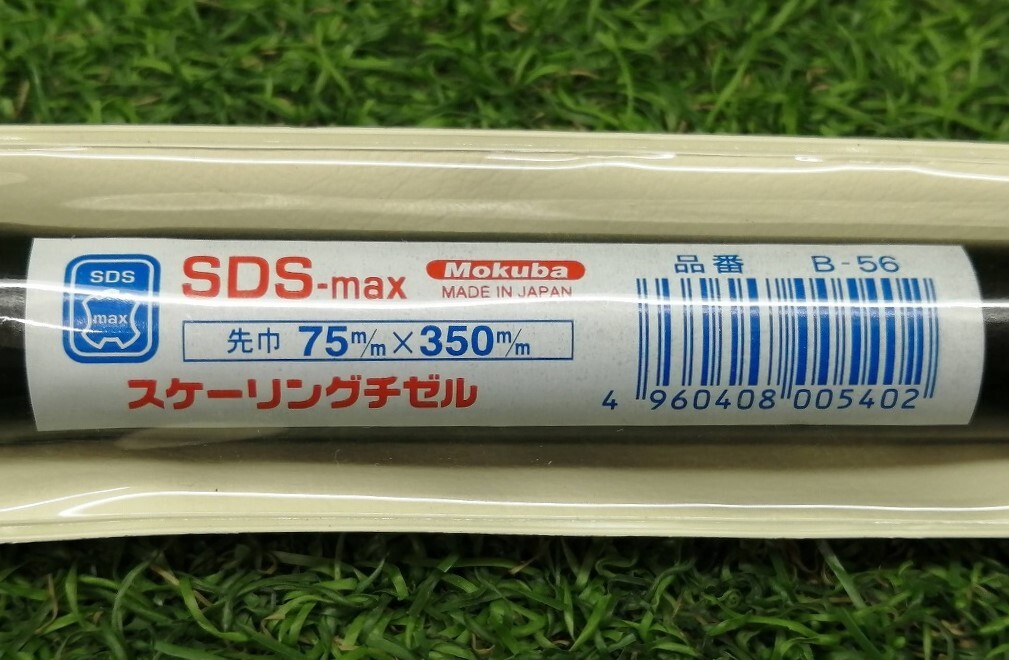 SDS
max
SDS-max
Mokuba
MADE IN JAPAN
先巾 75m/m×350m/m
スケーリングチゼル
品番 B-56
4 960408 005402